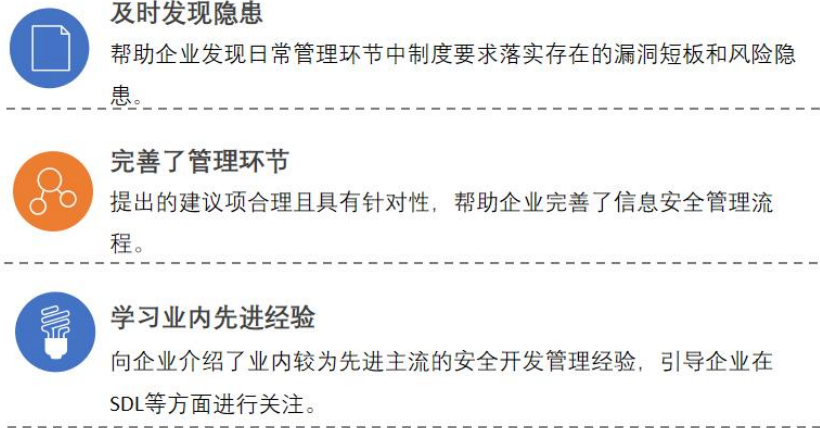 及时发现隐患
帮助企业发现日常管理环节中制度要求落实存在的漏洞短板和风险隐
患。
完善了管理环节
提出的建议项合理且具有针对性，帮助企业完善了信息安全管理流
程。
学习业内先进经验
向企业介绍了业内较为先进主流的安全开发管理经验，引导企业在
SDL等方面进行关注。